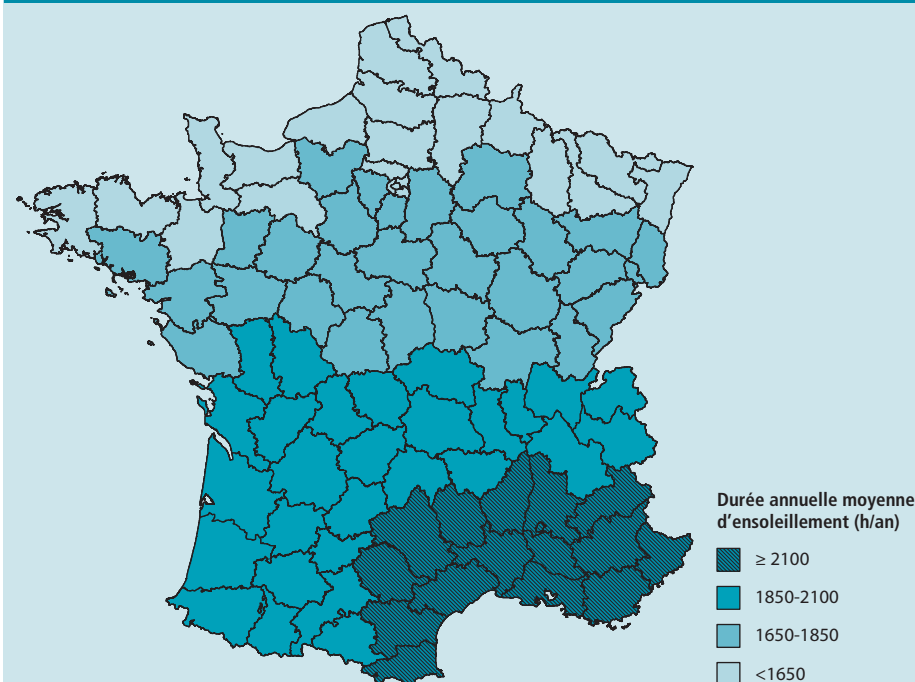 Durée annuelle moyenne
d'ensoleillement (h/an)
≥ 2100
1850-2100
1650-1850
<1650